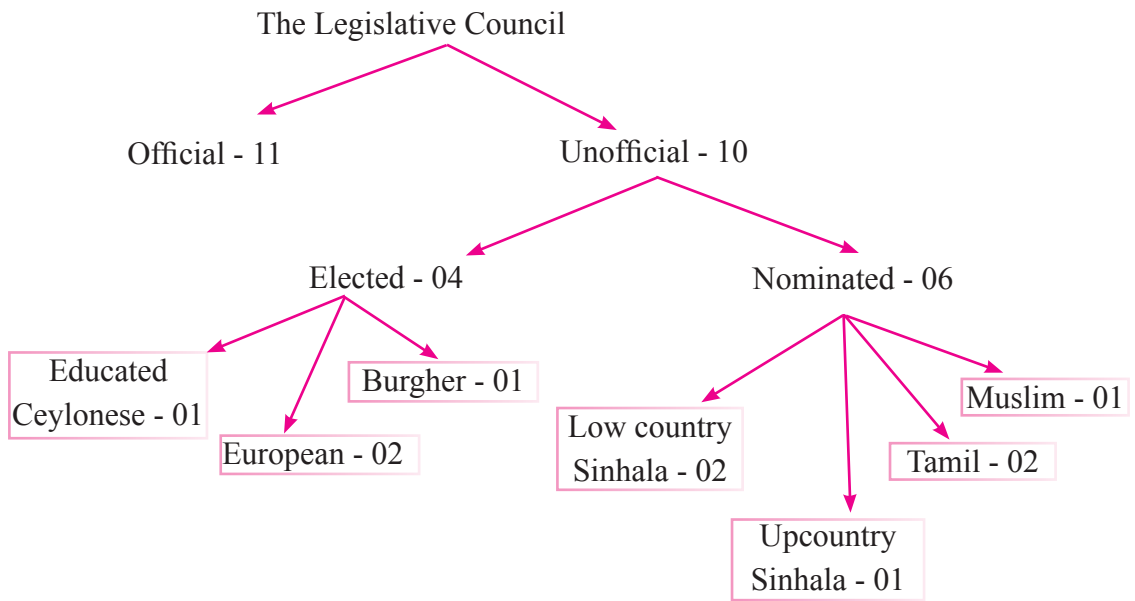 The Legislative Council
Official - 11
Unofficial - 10
Elected - 04
Nominated - 06
Educated
Ceylonese - 01
European - 02
Burgher - 01
Low country
Sinhala - 02
Upcountry
Sinhala - 01
Tamil - 02
Muslim - 01